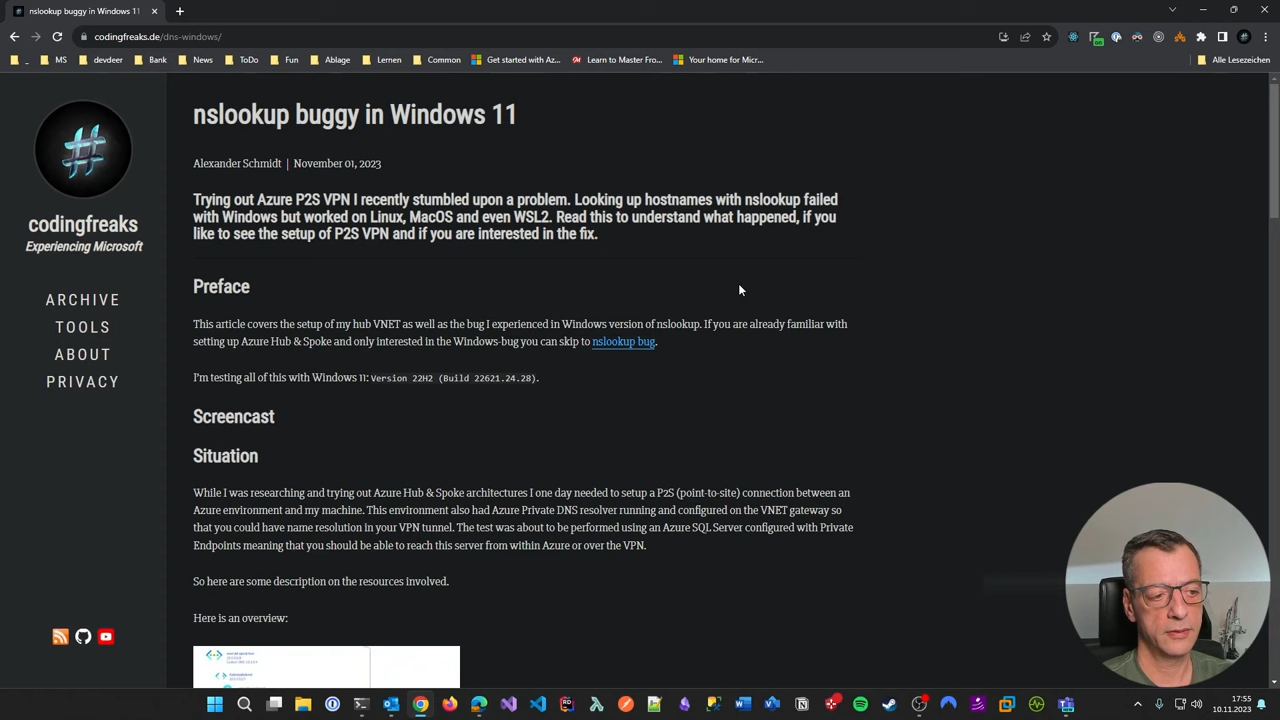 nslookup buggy in Windows 11
codingfreaks.de/dns-windows/
MS
devdeer
Bank
News
ToDo
Fun
Ablage
Lernen
Common
Get started with Az...
Learn to Master Fro...
Your home for Micr...
Alle Lesezeichen
codingfreaks
Experiencing Microsoft
ARCHIVE
TOOLS
ABOUT
PRIVACY
nslookup buggy in Windows 11
Alexander Schmidt | November 01, 2023
Trying out Azure P2S VPN I recently stumbled upon a problem. Looking up hostnames with nslookup failed
with Windows but worked on Linux, MacOS and even WSL2. Read this to understand what happened, if you
like to see the setup of P2S VPN and if you are interested in the fix.
Preface
This article covers the setup of my hub VNET as well as the bug I experienced in Windows version of nslookup. If you are already familiar with
setting up Azure Hub & Spoke and only interested in the Windows-bug you can skip to nslookup bug.
I'm testing all of this with Windows 11: Version 22H2 (Build 22621.24.28).
Screencast
Situation
While I was researching and trying out Azure Hub & Spoke architectures I one day needed to setup a P2S (point-to-site) connection between an
Azure environment and my machine. This environment also had Azure Private DNS resolver running and configured on the VNET gateway so
that you could have name resolution in your VPN tunnel. The test was about to be performed using an Azure SQL Server configured with Private
Endpoints meaning that you should be able to reach this server from within Azure or over the VPN.
So here are some description on the resources involved.
Here is an overview:
17:55
10.11.2023